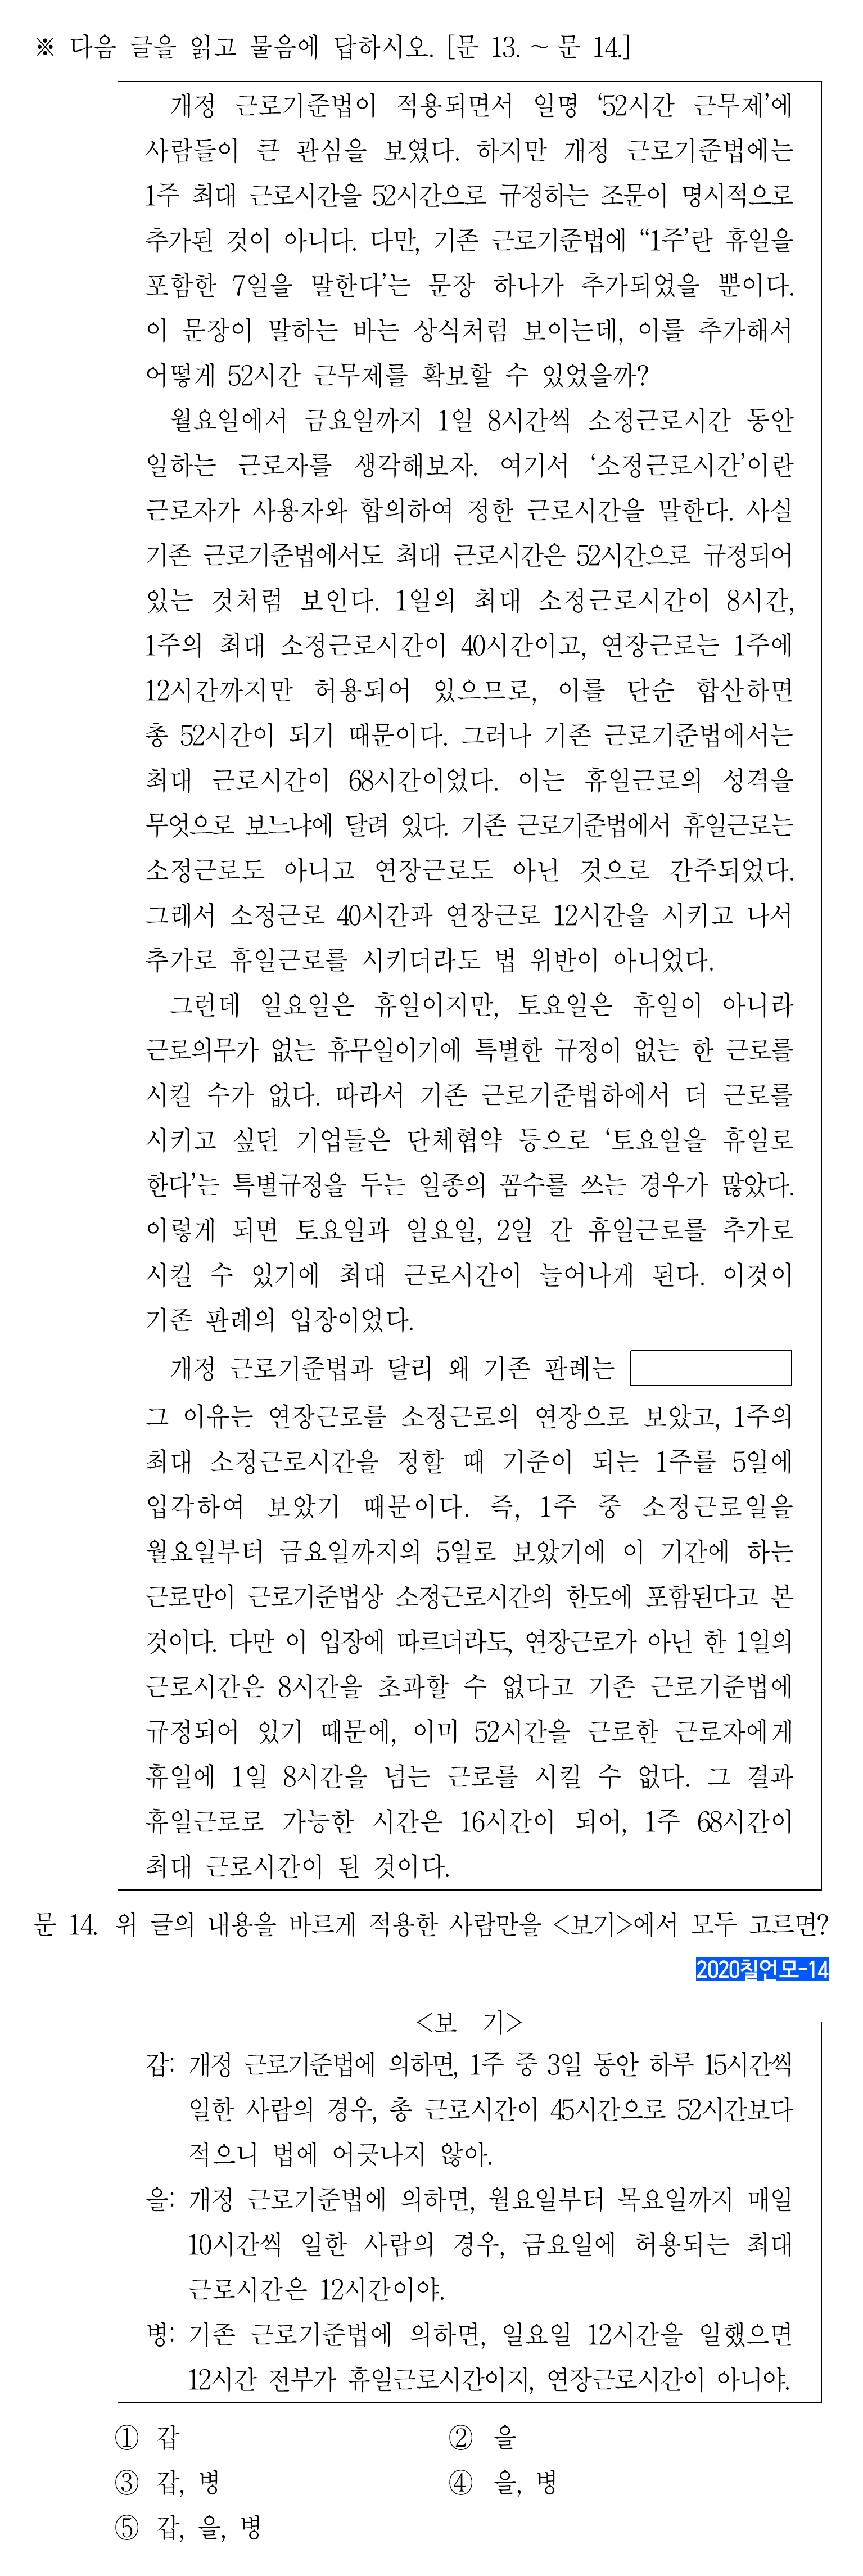 ※ 다음 글을 읽고 물음에 답하시오. [문 13. ~ 문 14.]
개정 근로기준법이 적용되면서 일명 ‘52시간 근무제’에
사람들이 큰 관심을 보였다. 하지만 개정 근로기준법에는
1주 최대 근로시간을 52시간으로 규정하는 조문이 명시적으로
추가된 것이 아니다. 다만, 기존 근로기준법에 “1주’란 휴일을
포함한 7일을 말한다’는 문장 하나가 추가되었을 뿐이다.
이 문장이 말하는 바는 상식처럼 보이는데, 이를 추가해서
어떻게 52시간 근무제를 확보할 수 있었을까?
월요일에서 금요일까지 1일 8시간씩 소정근로시간 동안
일하는 근로자를 생각해보자. 여기서 ‘소정근로시간’이란
근로자가 사용자와 합의하여 정한 근로시간을 말한다. 사실
기존 근로기준법에서도 최대 근로시간은 52시간으로 규정되어
있는 것처럼 보인다. 1일의 최대 소정근로시간이 8시간,
1주의 최대 소정근로시간이 40시간이고, 연장근로는 1주에
12시간까지만 허용되어 있으므로, 이를 단순 합산하면
총 52시간이 되기 때문이다. 그러나 기존 근로기준법에서는
최대 근로시간이 68시간이었다. 이는 휴일근로의 성격을
무엇으로 보느냐에 달려 있다. 기존 근로기준법에서 휴일근로는
소정근로도 아니고 연장근로도 아닌 것으로 간주되었다.
그래서 소정근로 40시간과 연장근로 12시간을 시키고 나서
추가로 휴일근로를 시키더라도 법 위반이 아니었다.
그런데 일요일은 휴일이지만, 토요일은 휴일이 아니라
근로의무가 없는 휴무일이기에 특별한 규정이 없는 한 근로를
시킬 수가 없다. 따라서 기존 근로기준법하에서 더 근로를
시키고 싶던 기업들은 단체협약 등으로 ‘토요일을 휴일로
한다’는 특별규정을 두는 일종의 꼼수를 쓰는 경우가 많았다.
이렇게 되면 토요일과 일요일, 2일 간 휴일근로를 추가로
시킬 수 있기에 최대 근로시간이 늘어나게 된다. 이것이
기존 판례의 입장이었다.
개정 근로기준법과 달리 왜 기존 판례는
그 이유는 연장근로를 소정근로의 연장으로 보았고, 1주의
최대 소정근로시간을 정할 때 기준이 되는 1주를 5일에
입각하여 보았기 때문이다. 즉, 1주 중 소정근로일을
월요일부터 금요일까지의 5일로 보았기에 이 기간에 하는
근로만이 근로기준법상 소정근로시간의 한도에 포함된다고 본
것이다. 다만 이 입장에 따르더라도, 연장근로가 아닌 한 1일의
근로시간은 8시간을 초과할 수 없다고 기존 근로기준법에
규정되어 있기 때문에, 이미 52시간을 근로한 근로자에게
휴일에 1일 8시간을 넘는 근로를 시킬 수 없다. 그 결과
휴일근로로 가능한 시간은 16시간이 되어, 1주 68시간이
최대 근로시간이 된 것이다.
문 14. 위 글의 내용을 바르게 적용한 사람만을 <보기>에서 모두 고르면?
2020칠언모-14
<보 기>
갑: 개정 근로기준법에 의하면, 1주 중 3일 동안 하루 15시간씩
일한 사람의 경우, 총 근로시간이 45시간으로 52시간보다
적으니 법에 어긋나지 않아.
을: 개정 근로기준법에 의하면, 월요일부터 목요일까지 매일
10시간씩 일한 사람의 경우, 금요일에 허용되는 최대
근로시간은 12시간이야.
병: 기존 근로기준법에 의하면, 일요일 12시간을 일했으면
12시간 전부가 휴일근로시간이지, 연장근로시간이 아니야.
① 갑 ② 을
③ 갑, 병 ④ 을, 병
⑤ 갑, 을, 병